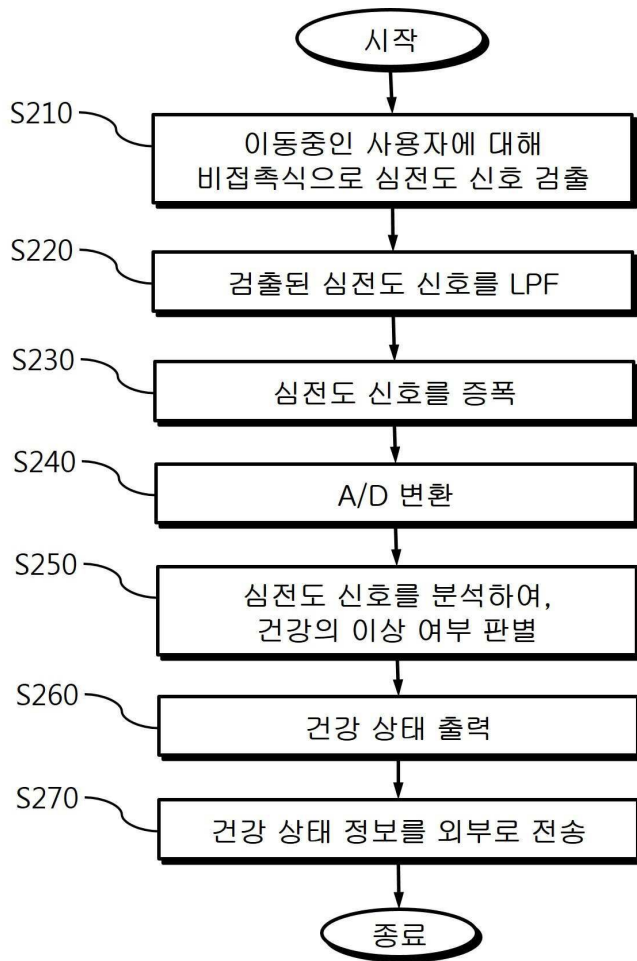 시작
S210
이동중인 사용자에 대해
비접촉식으로 심전도 신호 검출
S220
검출된 심전도 신호를 LPF
S230
심전도 신호를 증폭
S240
A/D 변환
S250
심전도 신호를 분석하여,
건강의 이상 여부 판별
S260
건강 상태 출력
S270
건강 상태 정보를 외부로 전송
종료